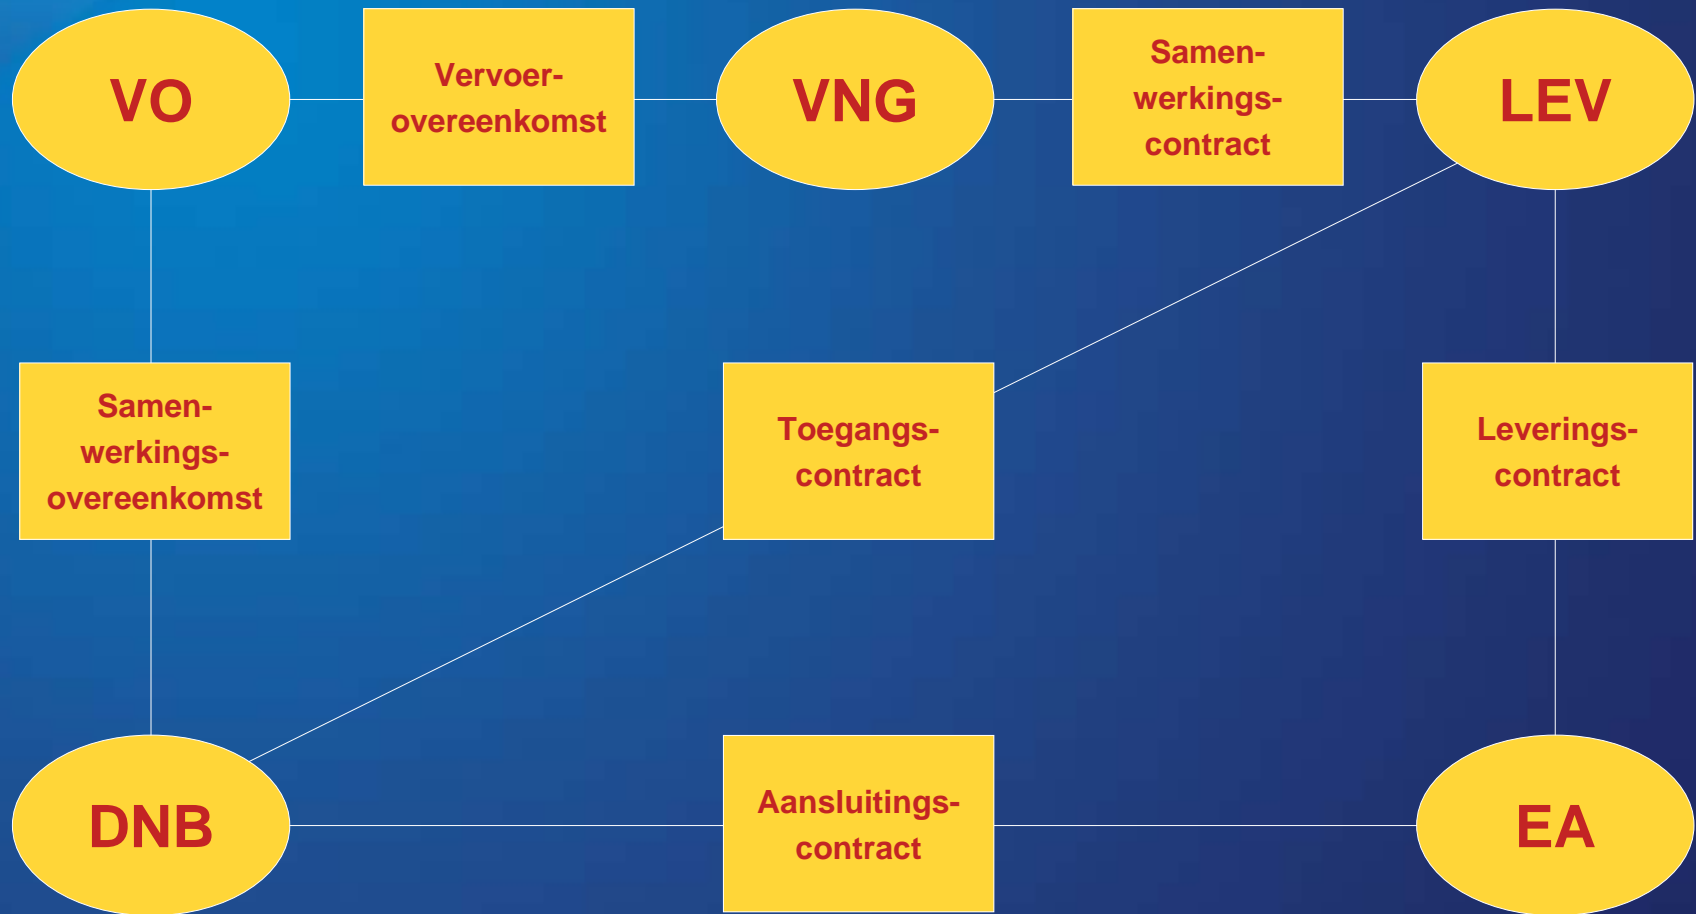 VO
Vervoer-
overeenkomst
VNG
Samen-
werkings-
contract
LEV
Samen-
werkings-
overeenkomst
Toegangs-
contract
Leverings-
contract
DNB
Aansluitings-
contract
EA